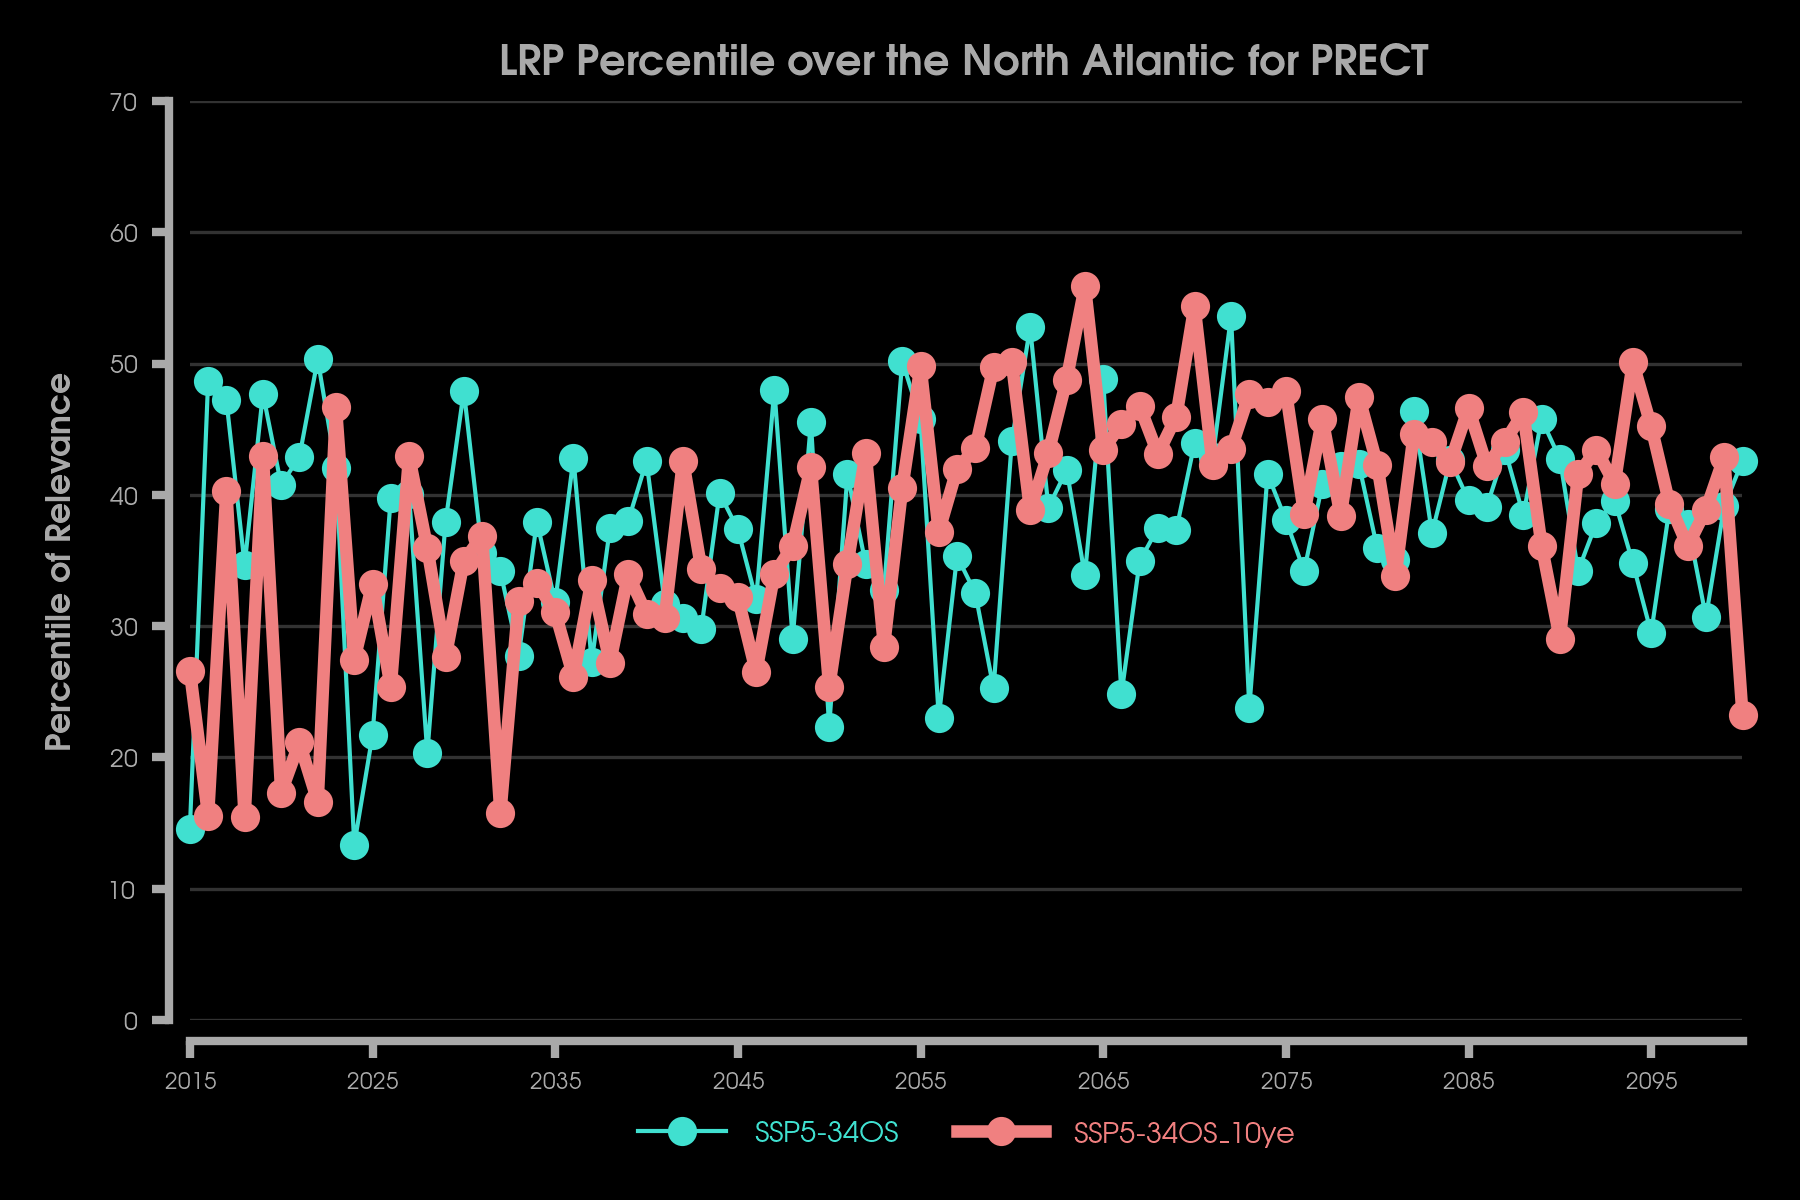 LRP Percentile over the North Atlantic for PRECT
Percentile of Relevance
70
60
50
40
30
20
10
0
2015 2025 2035 2045 2055 2065 2075 2085 2095
SSP5-34OS SSP5-34OS_10ye